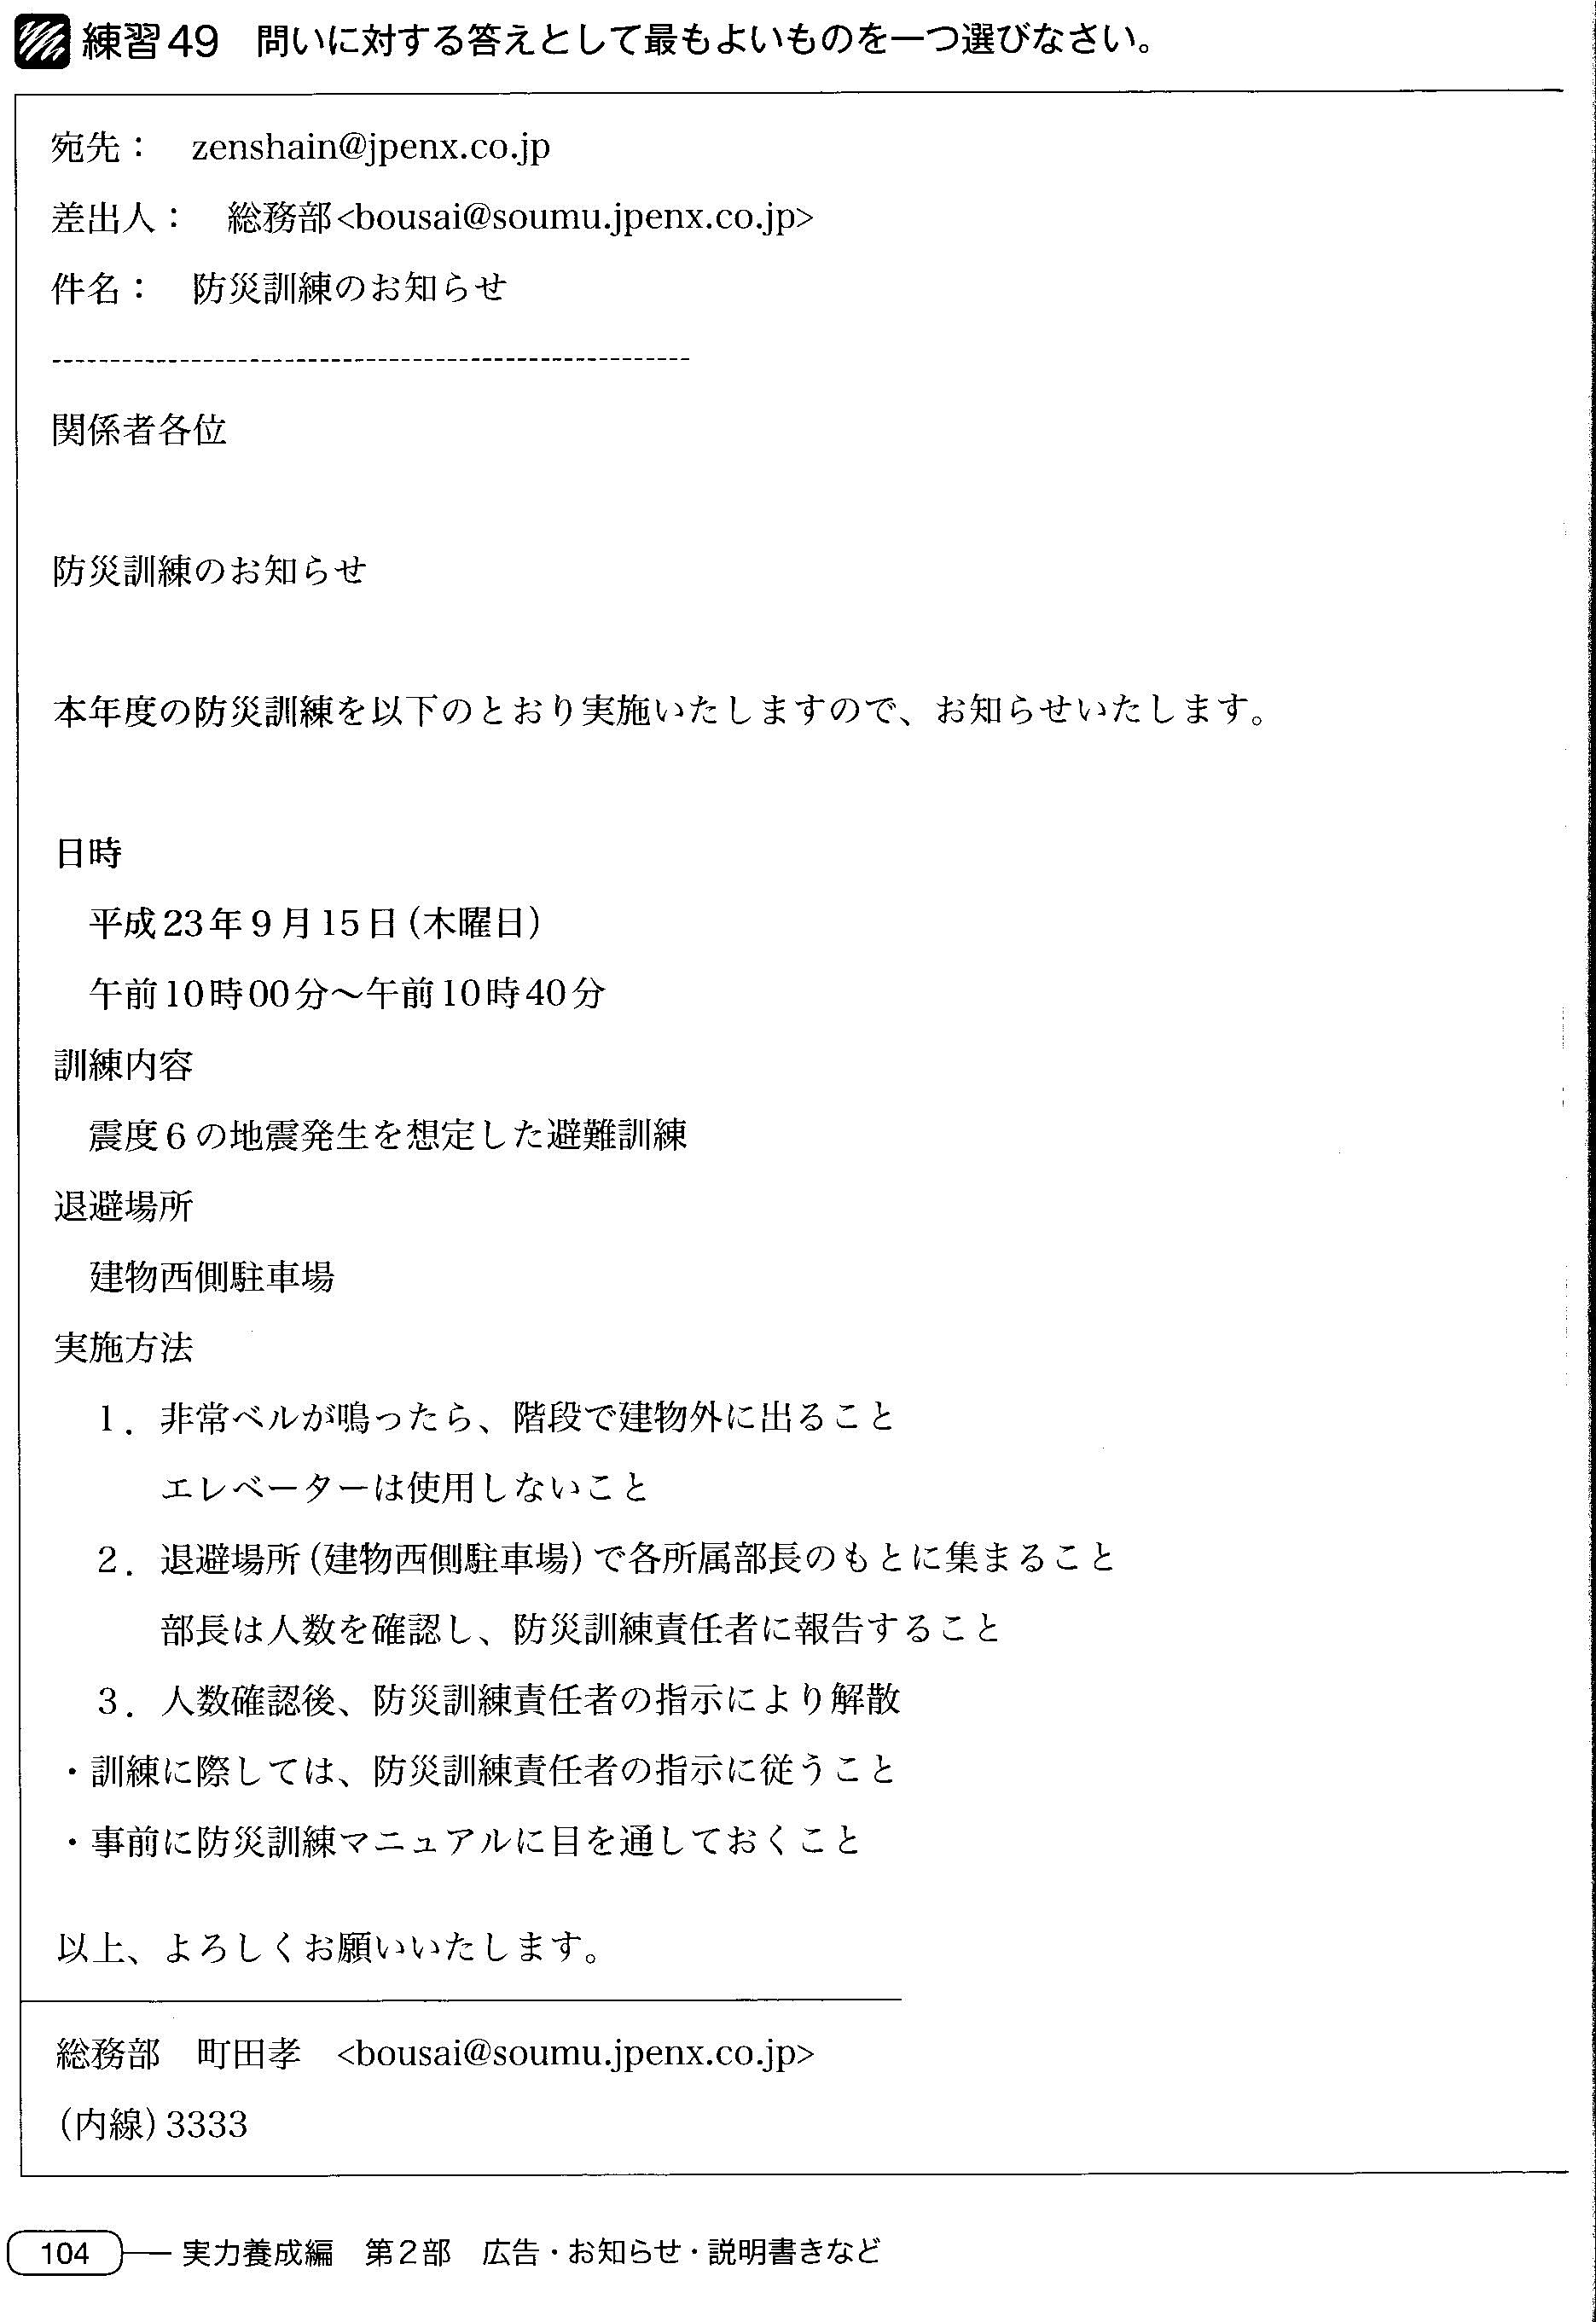 練習49 問いに対する答えとして最もよいものを一つ選びなさい。
宛先： zenshain@jpenx.co.jp
差出人： 総務部<bousai@soumu.jpenx.co.jp>
件名： 防災訓練のお知らせ
関係者各位
防災訓練のお知らせ
本年度の防災訓練を以下のとおり実施いたしますので、お知らせいたします。
日時
平成23年9月15日(木曜日)
午前10時00分～午前10時40分
訓練内容
震度6の地震発生を想定した避難訓練
退避場所
建物西側駐車場
実施方法
1．非常ベルが鳴ったら、階段で建物外に出ること
エレベーターは使用しないこと
2．退避場所(建物西側駐車場)で各所属部長のもとに集まること
部長は人数を確認し、防災訓練責任者に報告すること
3．人数確認後、防災訓練責任者の指示により解散
・訓練に際しては、防災訓練責任者の指示に従うこと
・事前に防災訓練マニュアルに目を通しておくこと
以上、よろしくお願いいたします。
総務部 町田孝 <bousai@soumu.jpenx.co.jp>
(内線)3333
104 実力養成編 第2部 広告・お知らせ・説明書きなど